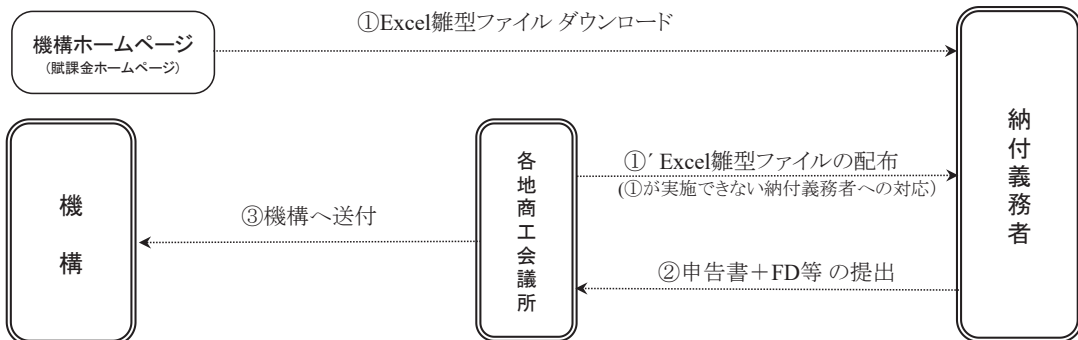 ①Excel雛型ファイル ダウンロード
機構ホームページ
(賦課金ホームページ)
納付義務者
機構
各地商工会議所
①´ Excel雛型ファイルの配布
(①が実施できない納付義務者への対応)
③機構へ送付
②申告書+FD等 の提出